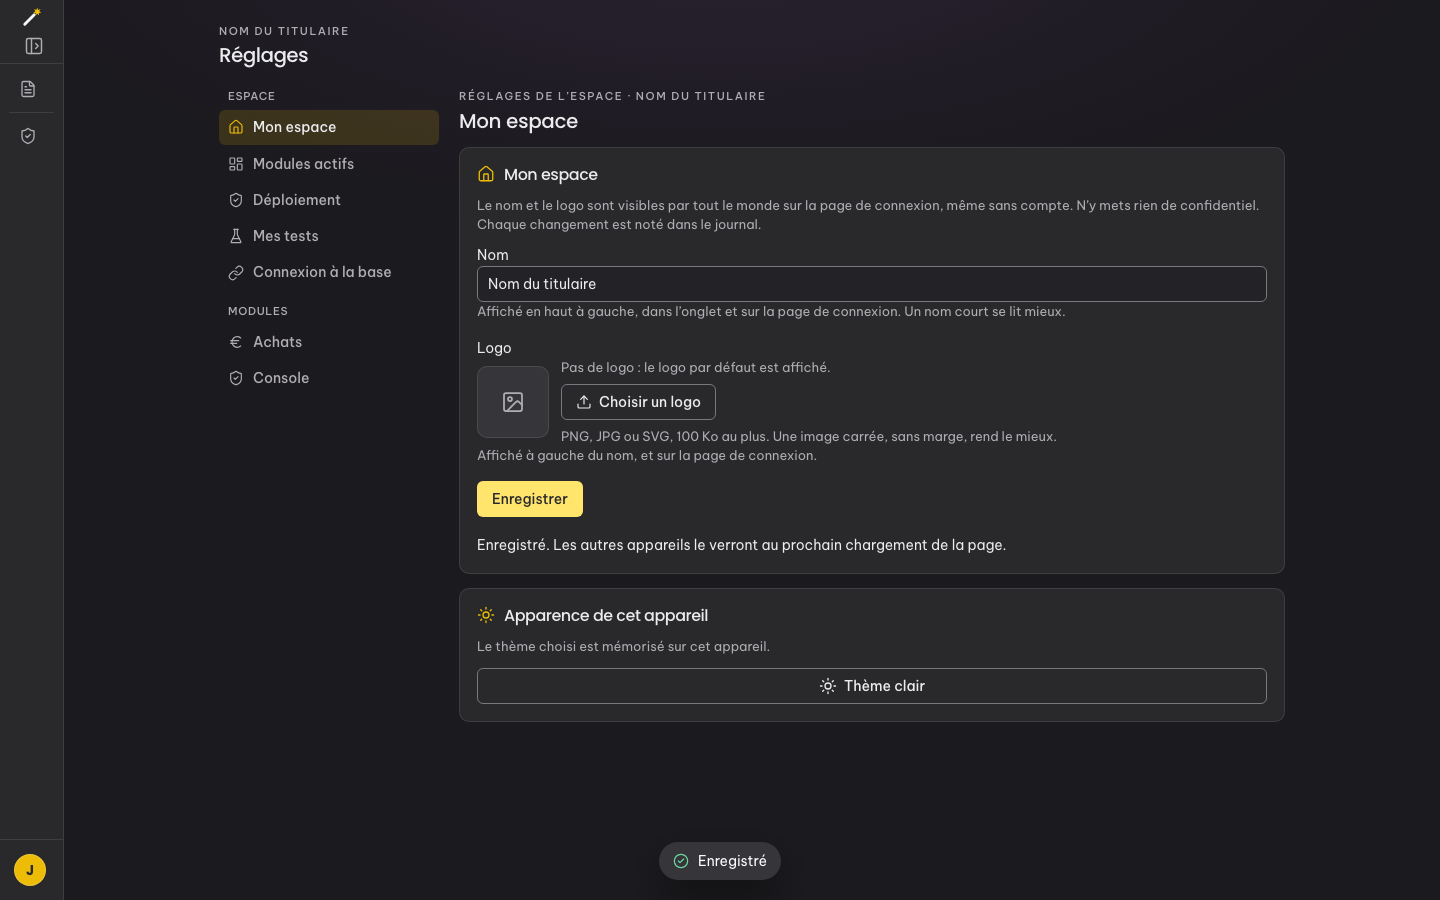 NOM DU TITULAIRE
Réglages
ESPACE
Mon espace
Modules actifs
Déploiement
Mes tests
Connexion à la base
MODULES
Achats
Console
RÉGLAGES DE L'ESPACE · NOM DU TITULAIRE
Mon espace
Mon espace
Le nom et le logo sont visibles par tout le monde sur la page de connexion, même sans compte. N'y mets rien de confidentiel.
Chaque changement est noté dans le journal.
Nom
Nom du titulaire
Affiché en haut à gauche, dans l'onglet et sur la page de connexion. Un nom court se lit mieux.
Logo
Pas de logo : le logo par défaut est affiché.
Choisir un logo
PNG, JPG ou SVG, 100 Ko au plus. Une image carrée, sans marge, rend le mieux.
Affiché à gauche du nom, et sur la page de connexion.
Enregistrer
Enregistré. Les autres appareils le verront au prochain chargement de la page.
Apparence de cet appareil
Le thème choisi est mémorisé sur cet appareil.
Thème clair
Enregistré
J